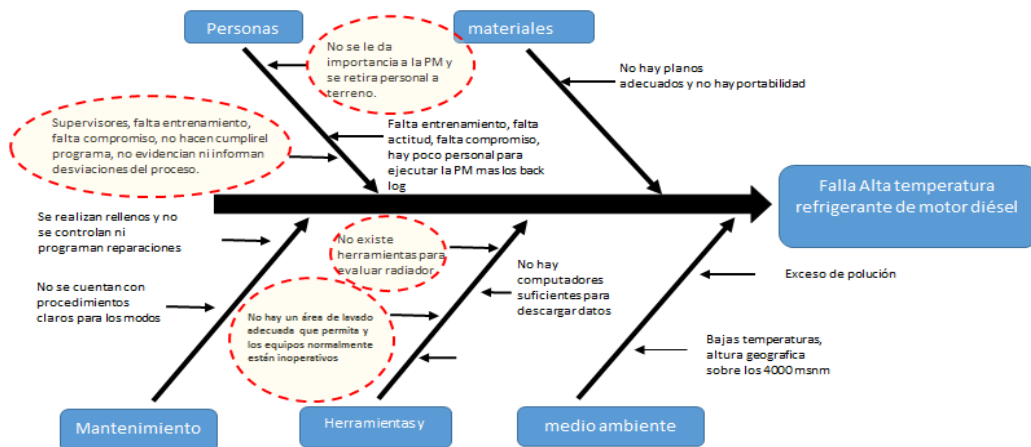 Personas
materiales
No se le da
importancia a la PM y
se retira personal a
terreno.
No hay planos
adecuados y no hay portabilidad
Supervisores, falta entrenamiento,
falta compromiso, no hacen cumplirel
programa, no evidencian ni informan
desviaciones del proceso.
Falta entrenamiento, falta
actitud, falta compromiso,
hay poco personal para
ejecutar la PM mas los back
log
Falla Alta temperatura
refrigerante de motor diésel
Se realizan rellenos y no
se controlan ni
programan reparaciones
No existe
herramientas para
evaluar radiador
No hay
computadores
suficientes para
descargar datos
Exceso de polución
No se cuentan con
procedimientos
claros para los modos
No hay un área de lavado
adecuada que permita y
los equipos normalmente
están inoperativos
Bajas temperaturas,
altura geografica
sobre los 4000 msnm
Mantenimiento
Herramientas y
medio ambiente